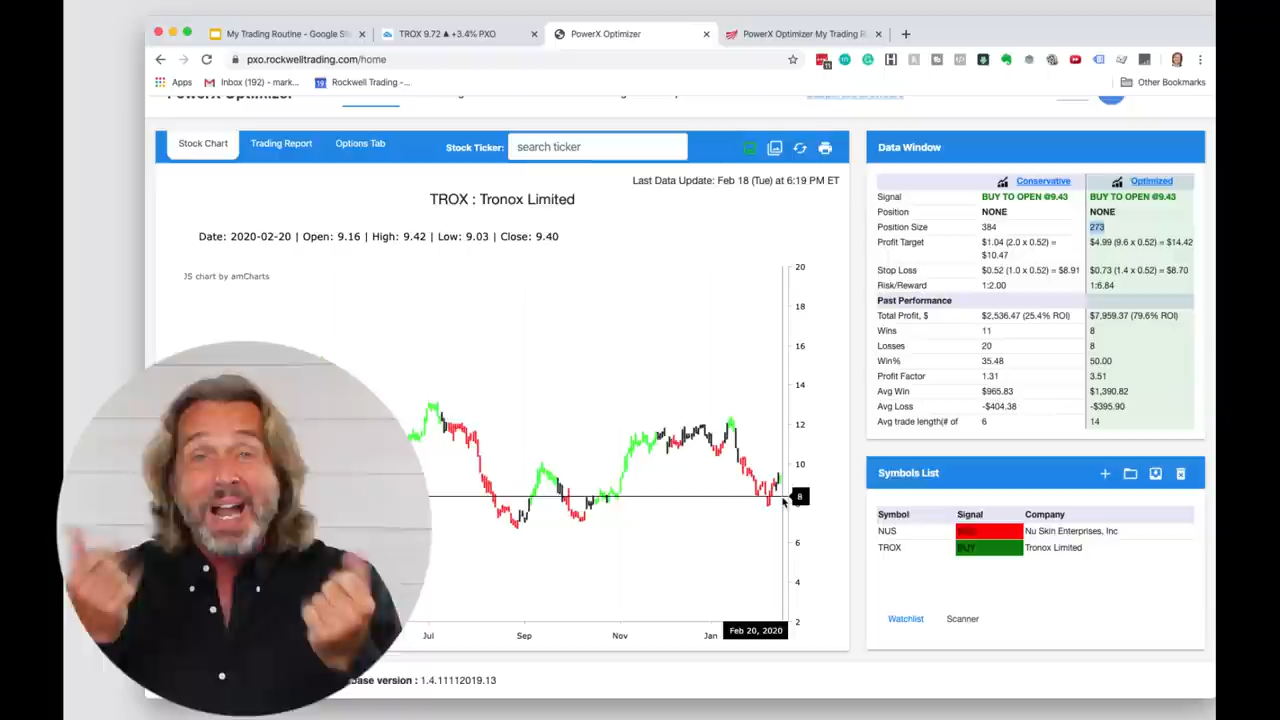 My Trading Routine - Google Sli
TROX 9.72 ▲ +3.4% PXO
PowerX Optimizer
PowerX Optimizer My Trading R
pxo.rockwelltrading.com/home
Apps
Inbox (192) - mark...
Rockwell Trading -...
Other Bookmarks
PowerX Optimizer
Stock Chart
Trading Report
Options Tab
Stock Ticker:
search ticker
Last Data Update: Feb 18 (Tue) at 6:19 PM ET
TROX : Tronox Limited
Date: 2020-02-20 | Open: 9.16 | High: 9.42 | Low: 9.03 | Close: 9.40
JS chart by amCharts
20
18
16
14
12
10
8
6
4
2
Jul
Sep
Nov
Jan
Feb 20, 2020
Data Window
Conservative Optimized
Signal BUY TO OPEN @9.43 BUY TO OPEN @9.43
Position NONE NONE
Position Size 384 273
Profit Target $1.04 (2.0 x 0.52) = $4.99 (9.6 x 0.52) = $14.42
$10.47
Stop Loss $0.52 (1.0 x 0.52) = $8.91 $0.73 (1.4 x 0.52) = $8.70
Risk/Reward 1:2.00 1:6.84
Past Performance
Total Profit, $ $2,536.47 (25.4% ROI) $7,959.37 (79.6% ROI)
Wins 11 8
Losses 20 8
Win% 35.48 50.00
Profit Factor 1.31 3.51
Avg Win $965.83 $1,390.82
Avg Loss -$404.38 -$395.90
Avg trade length(# of 6 14
Symbols List
Symbol Signal Company
NUS Nu Skin Enterprises, Inc
TROX BUY Tronox Limited
Watchlist Scanner
base version : 1.4.11112019.13